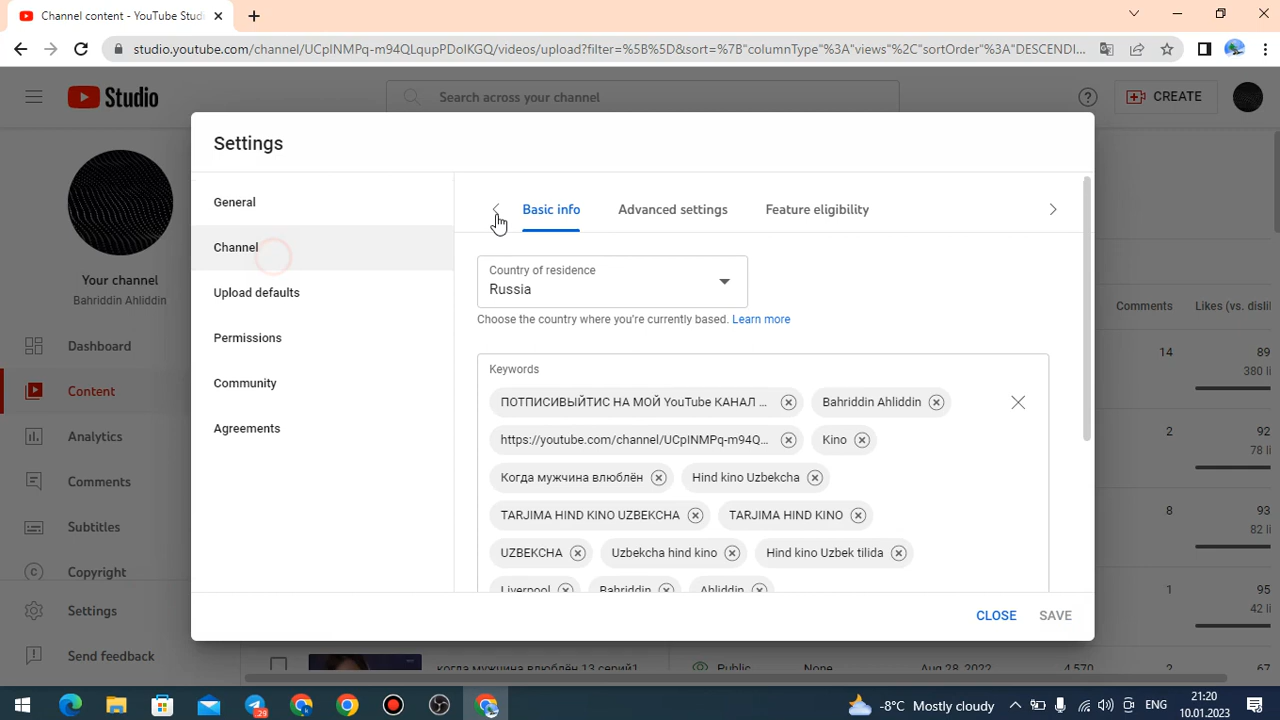 Channel content - YouTube Studi
studio.youtube.com/channel/UCpINMPq-m94QLqupPDolKGQ/videos/upload?filter=%5B%5D&sort=%7B"columnType"%3A"views"%2C"sortOrder"%3A"DESCENDI...
Studio
Search across your channel
CREATE
Your channel
Bahriddin Ahliddin
Dashboard
Content
Analytics
Comments
Subtitles
Copyright
Settings
Send feedback
Settings
General
Channel
Upload defaults
Permissions
Community
Agreements
Basic info
Advanced settings
Feature eligibility
Country of residence
Russia
Choose the country where you're currently based. Learn more
Keywords
ПОТПИСИВЫЙТИС НА МОЙ YouTube КАНАЛ ...
Bahriddin Ahliddin
https://youtube.com/channel/UCpINMPq-m94Q...
Kino
Когда мужчина влюблён
Hind kino Uzbekcha
TARJIMA HIND KINO UZBEKCHA
TARJIMA HIND KINO
UZBEKCHA
Uzbekcha hind kino
Hind kino Uzbek tilida
Liverpool
Bahriddin
Ahliddin
CLOSE
SAVE
Comments
Likes (vs. disli
14
89
380 li
2
92
78 li
8
93
82 li
1
95
42 li
когда мужчина влюблён 13 серий1
Public
None
Aug 28, 2022
4,570
2
67
29
-8°C Mostly cloudy
ENG
21:20
10.01.2023